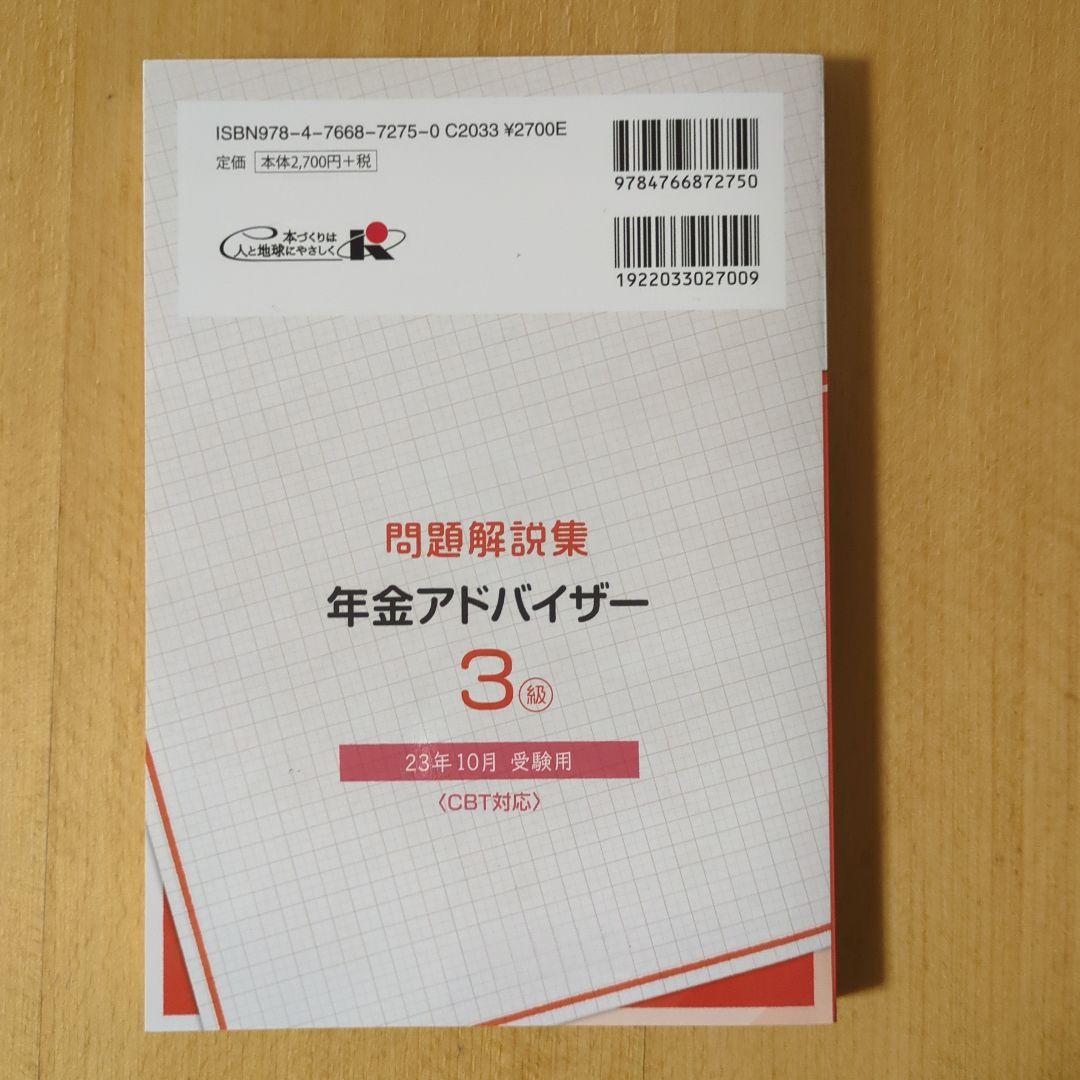 ISBN978-4-7668-7275-0 C2033 ¥2700E
定価 本体2,700円+税
9784766872750
本づくりは
人と地球にやさしく
K
1922033027009
問題解説集
年金アドバイザー
3級
23年10月 受験用
〈CBT対応〉